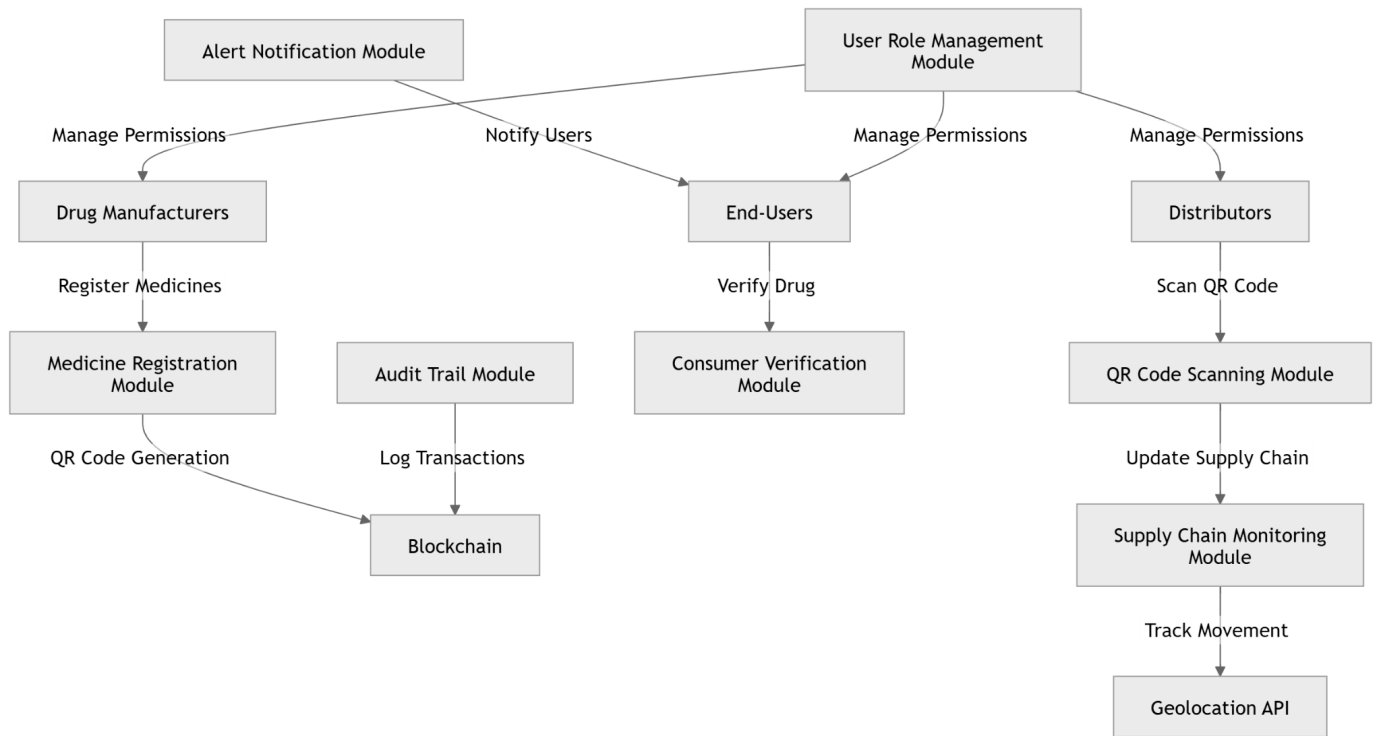 Alert Notification Module
User Role Management
Module
Manage Permissions
Notify Users
Manage Permissions
Manage Permissions
Drug Manufacturers
End-Users
Distributors
Register Medicines
Verify Drug
Scan QR Code
Medicine Registration
Module
Audit Trail Module
Consumer Verification
Module
QR Code Scanning Module
QR Code Generation
Log Transactions
Update Supply Chain
Blockchain
Supply Chain Monitoring
Module
Track Movement
Geolocation API